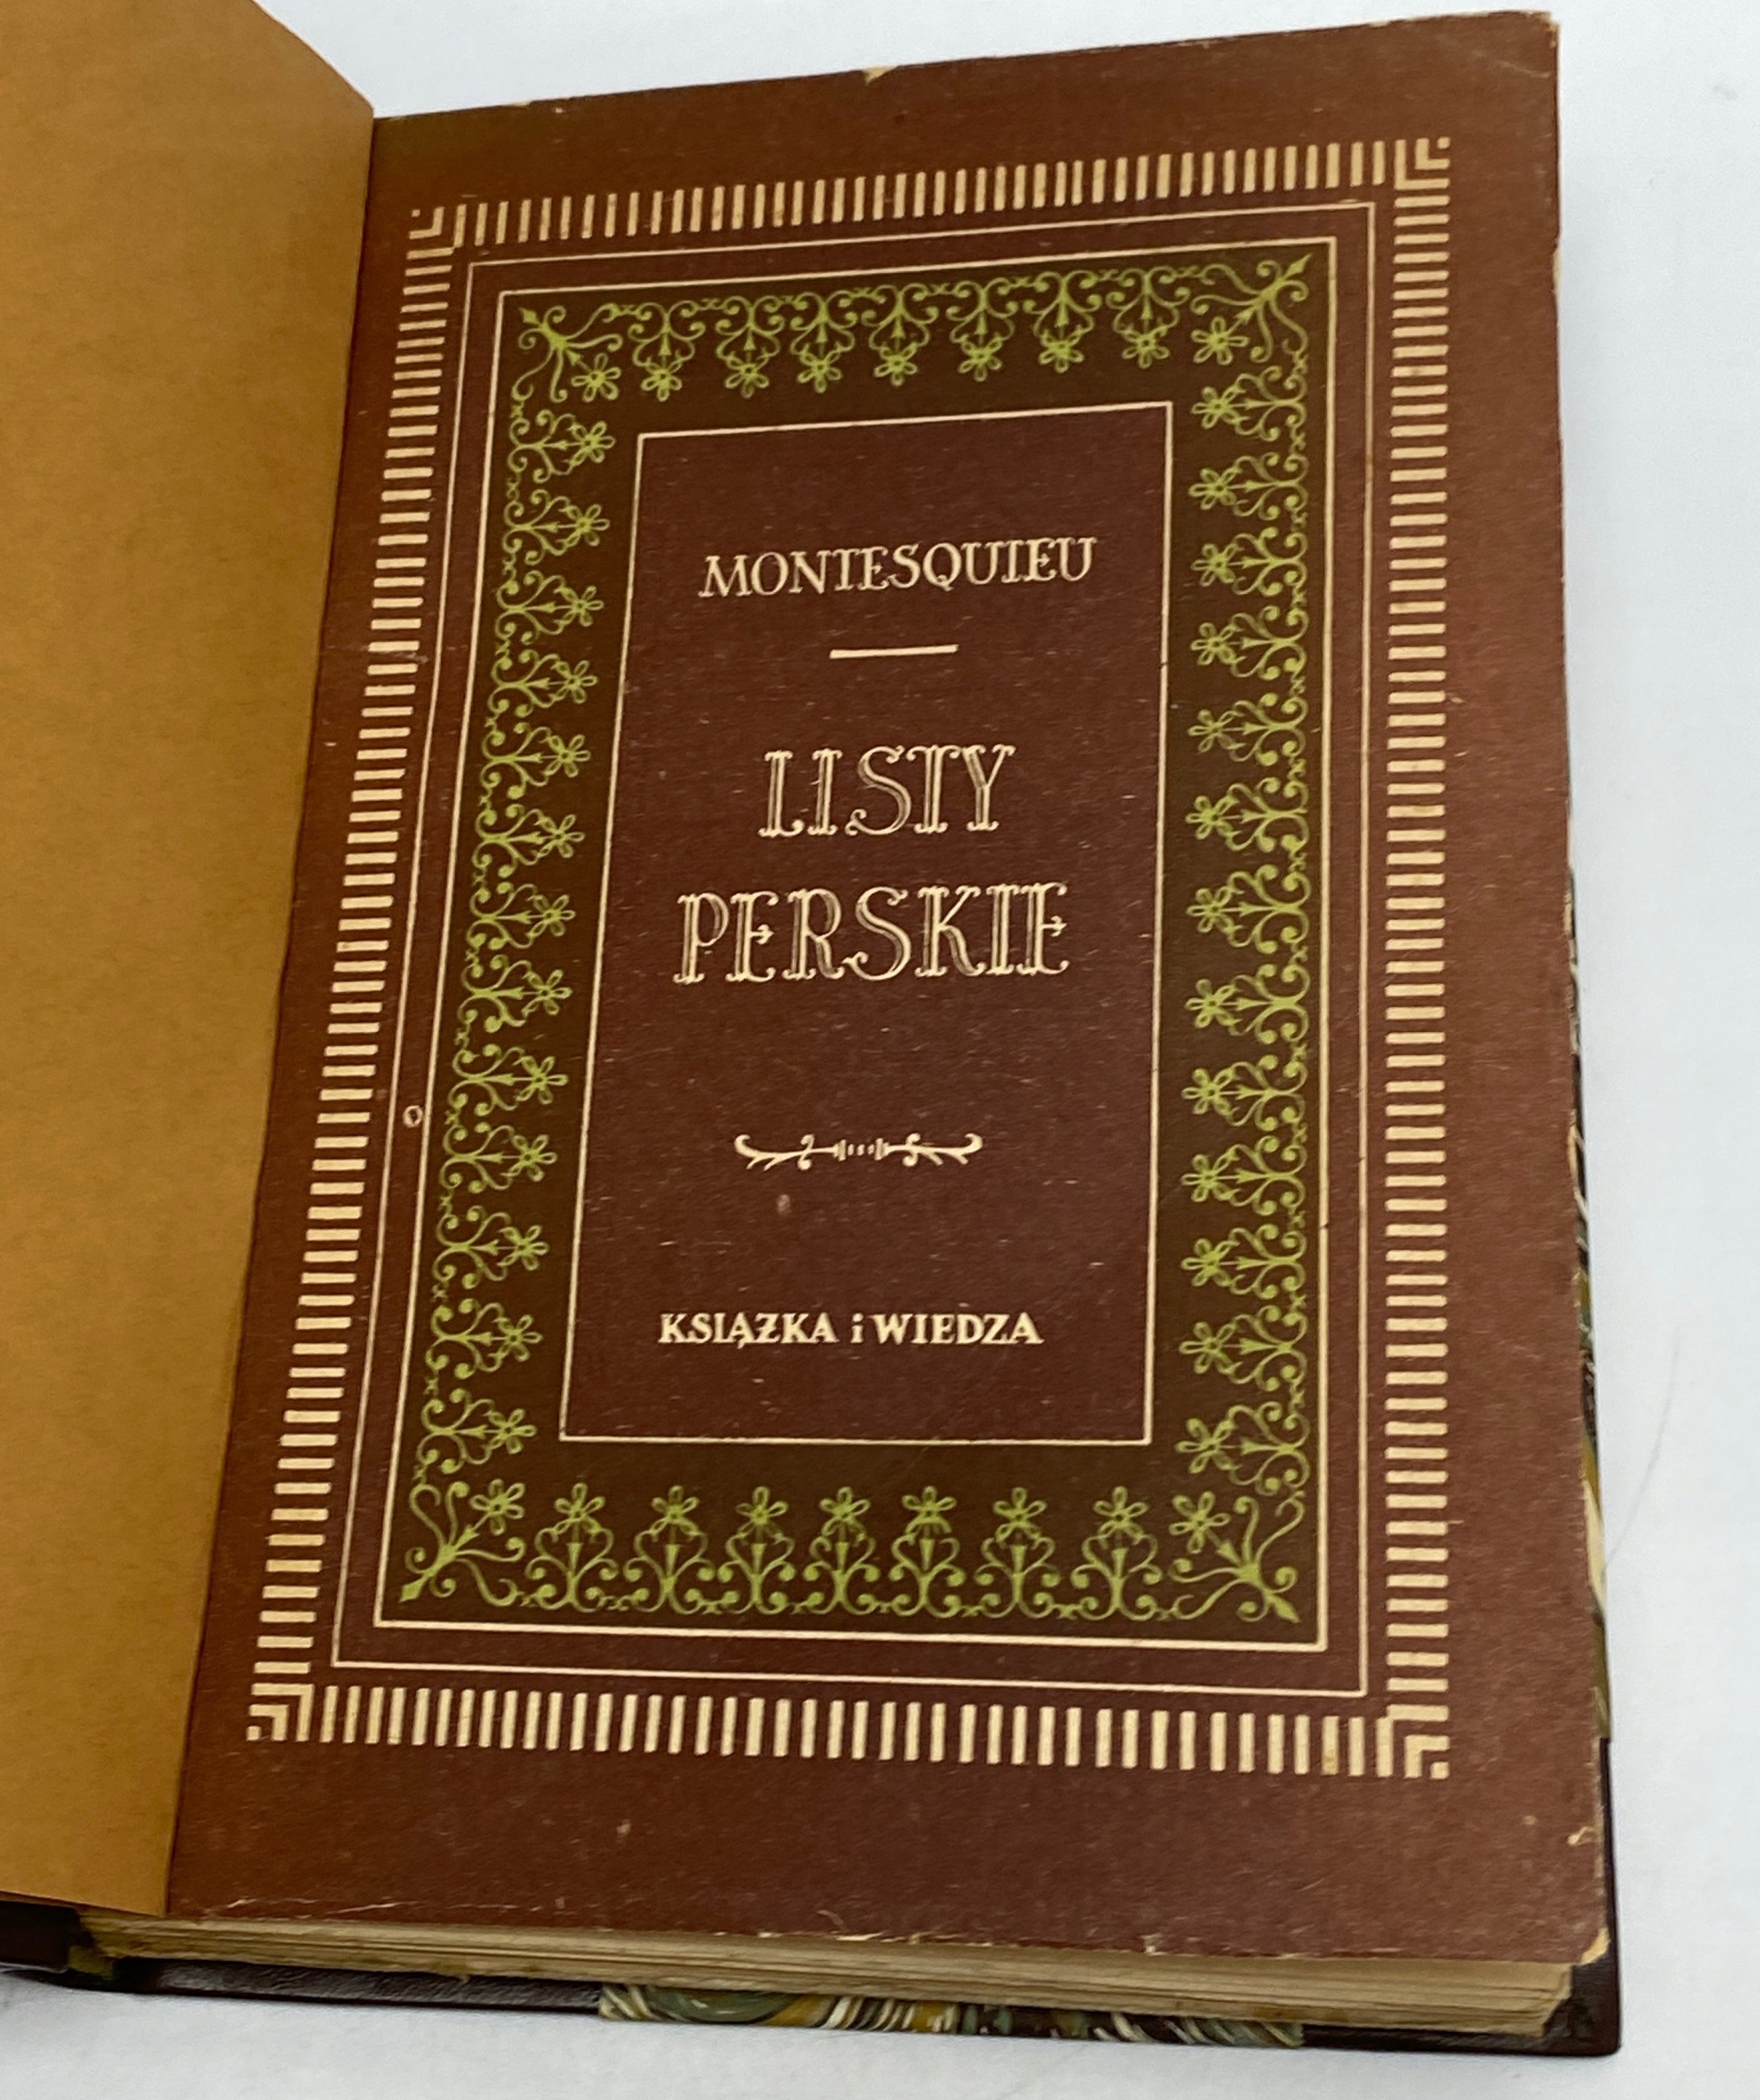 MONTESQUIEU
LISTY
PERSKIE
KSIĄŻKA i WIEDZA